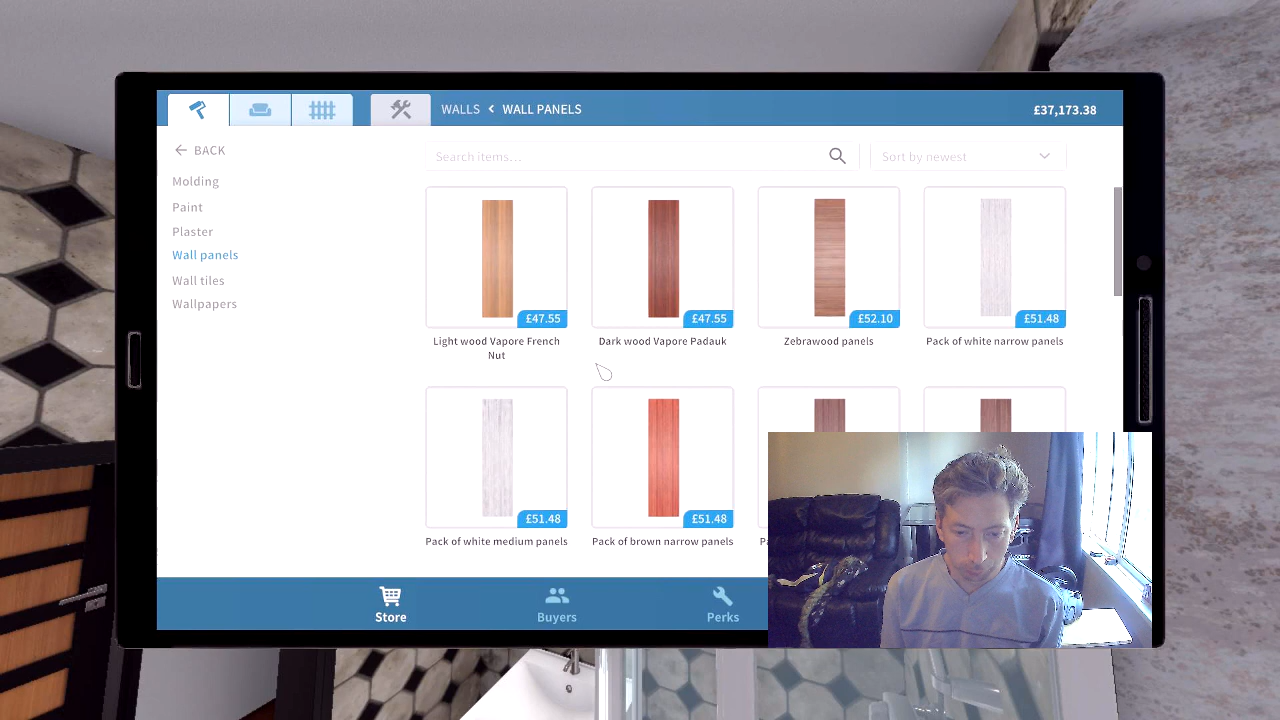 WALLS < WALL PANELS
£37,173.38
BACK
Search items...
Sort by newest
Molding
Paint
Plaster
Wall panels
Wall tiles
Wallpapers
£47.55
£47.55
£52.10
£51.48
Light wood Vapore French
Nut
Dark wood Vapore Padauk
Zebrawood panels
Pack of white narrow panels
£51.48
£51.48
Pack of white medium panels
Pack of brown narrow panels
Store
Buyers
Perks